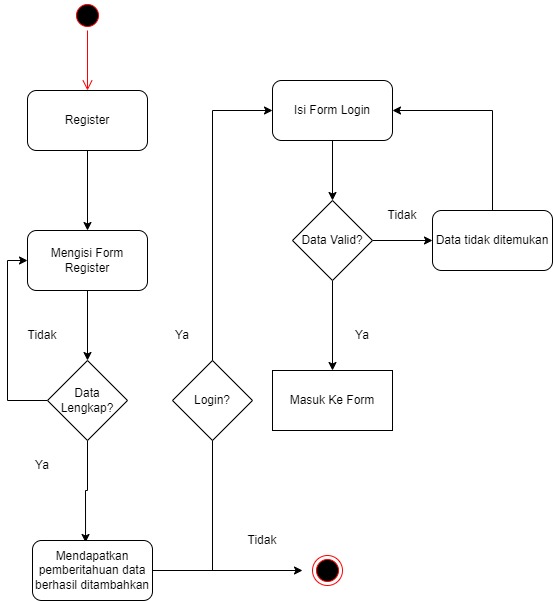 Register
Mengisi Form
Register
Tidak
Data
Lengkap?
Ya
Mendapatkan
pemberitahuan data
berhasil ditambahkan
Tidak
Login?
Ya
Isi Form Login
Data Valid?
Tidak
Data tidak ditemukan
Ya
Masuk Ke Form